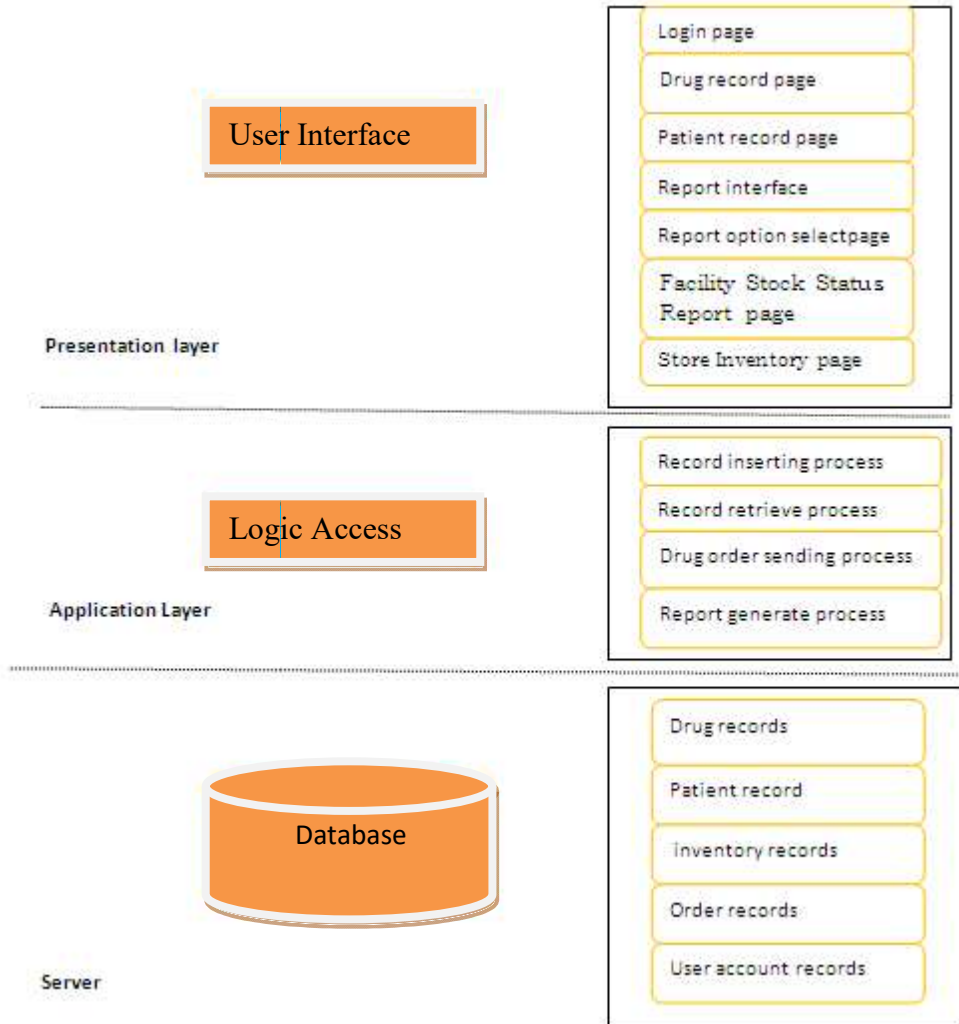 User Interface
Presentation layer
Login page
Drug record page
Patient record page
Report interface
Report option selectpage
Facility Stock Status
Report page
Store Inventory page
Logic Access
Application Layer
Record inserting process
Record retrieve process
Drug order sending process
Report generate process
Database
Server
Drug records
Patient record
inventory records
Order records
User account records